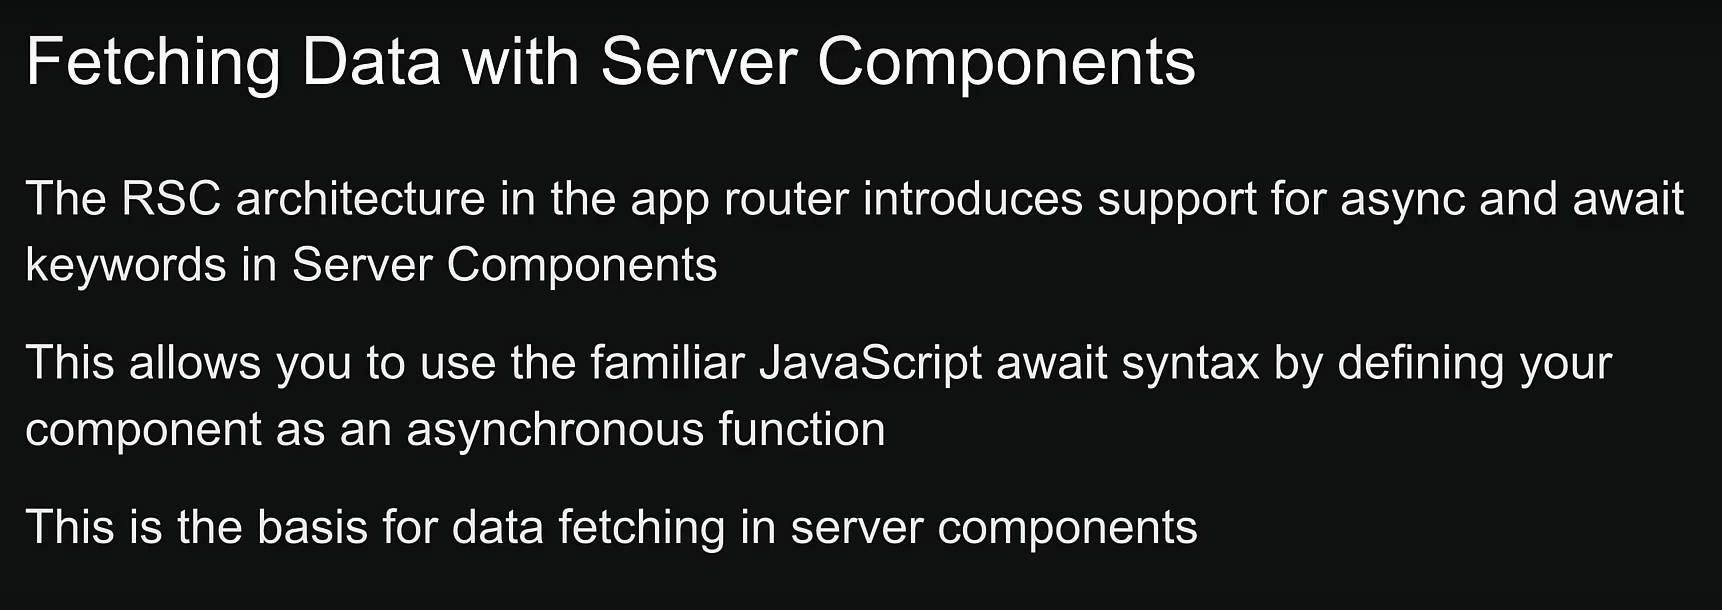 Fetching Data with Server Components
The RSC architecture in the app router introduces support for async and await
keywords in Server Components
This allows you to use the familiar JavaScript await syntax by defining your
component as an asynchronous function
This is the basis for data fetching in server components